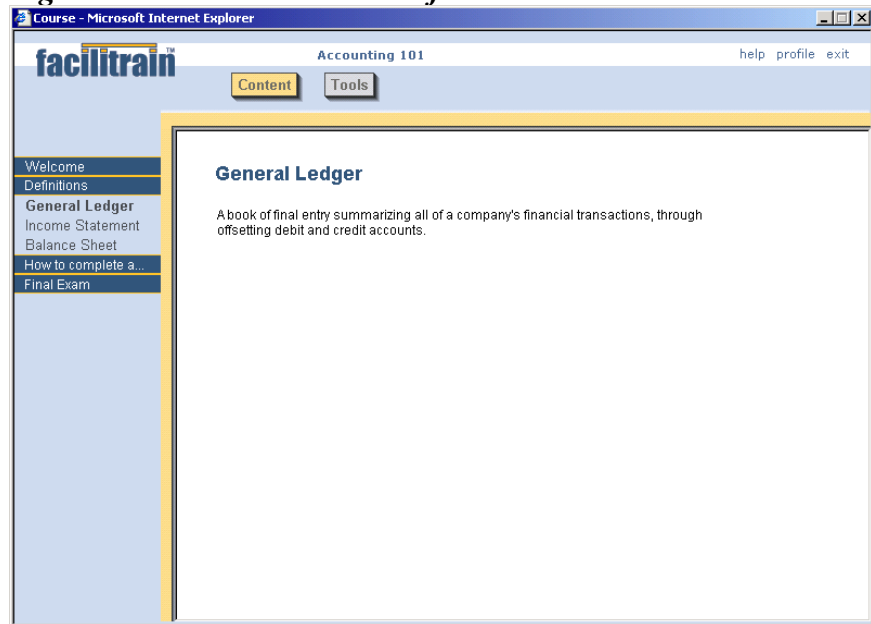 Course - Microsoft Internet Explorer
facilitrain™
Accounting 101
help profile exit
Content Tools
Welcome
Definitions
General Ledger
Income Statement
Balance Sheet
How to complete a...
Final Exam
General Ledger
A book of final entry summarizing all of a company's financial transactions, through
offsetting debit and credit accounts.